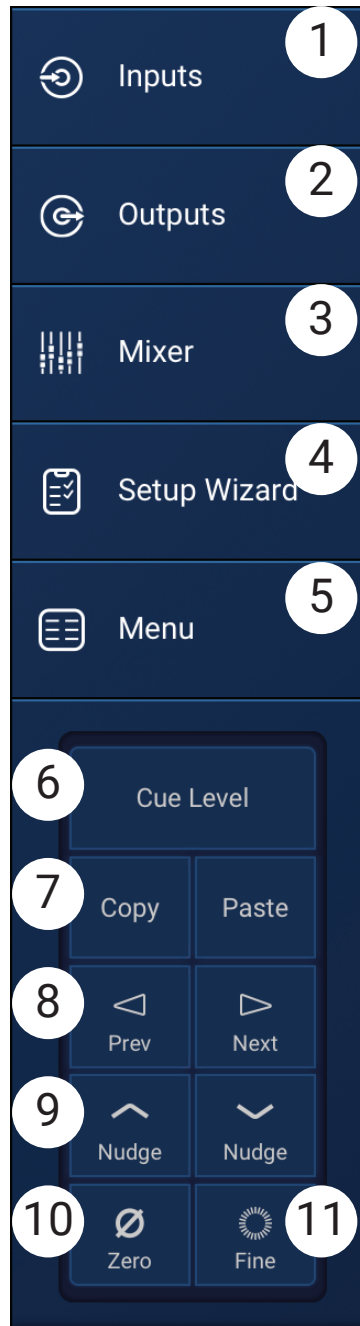 1
Inputs
2
Outputs
3
Mixer
4
Setup Wizard
5
Menu
6
Cue Level
7
Copy Paste
8
Prev Next
9
Nudge Nudge
10 11
Zero Fine